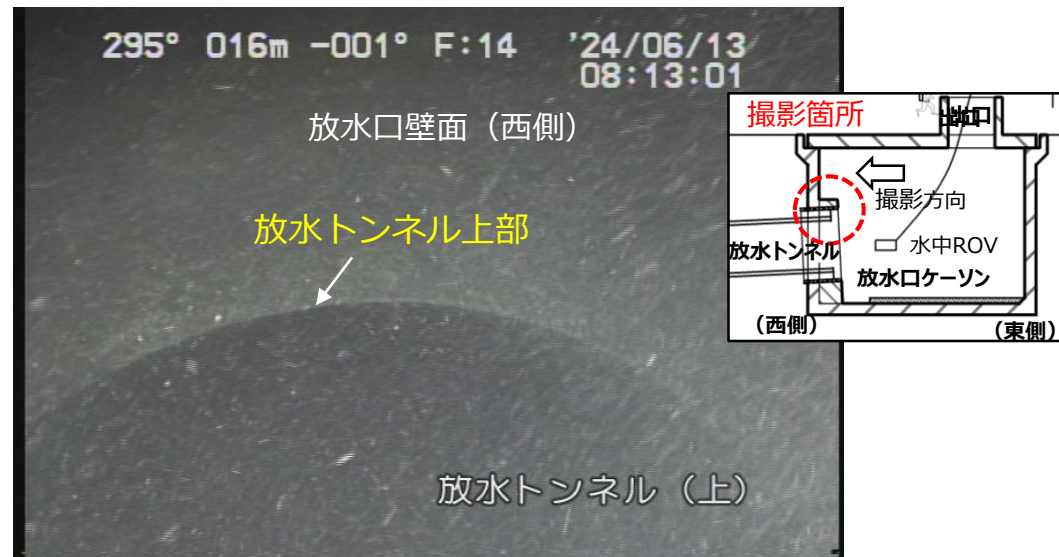 295° 016m -001° F:14 '24/06/13
08:13:01
放水口壁面（西側）
放水トンネル上部
放水トンネル（上）
撮影箇所
出口
撮影方向
放水トンネル
水中ROV
放水口ケーソン
（西側）
（東側）